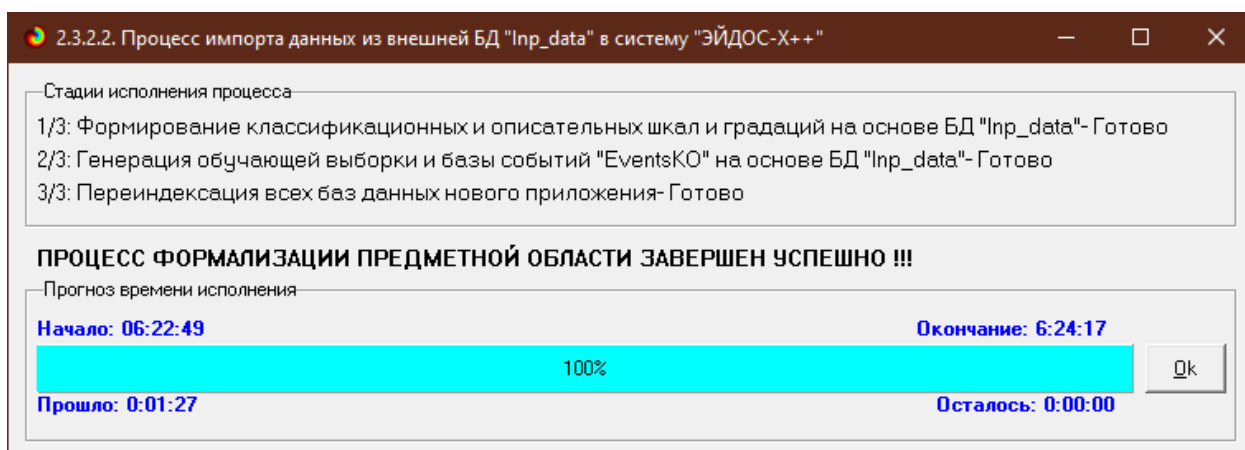 2.3.2.2. Процесс импорта данных из внешней БД "Inp_data" в систему "ЭЙДОС-X++"
Стадии исполнения процесса
1/3: Формирование классификационных и описательных шкал и градаций на основе БД "Inp_data"- Готово
2/3: Генерация обучающей выборки и базы событий "EventsKO" на основе БД "Inp_data"- Готово
3/3: Переиндексация всех баз данных нового приложения- Готово
ПРОЦЕСС ФОРМАЛИЗАЦИИ ПРЕДМЕТНОЙ ОБЛАСТИ ЗАВЕРШЕН УСПЕШНО !!!
Прогноз времени исполнения
Начало: 06:22:49 Окончание: 6:24:17
100% Ok
Прошло: 0:01:27 Осталось: 0:00:00